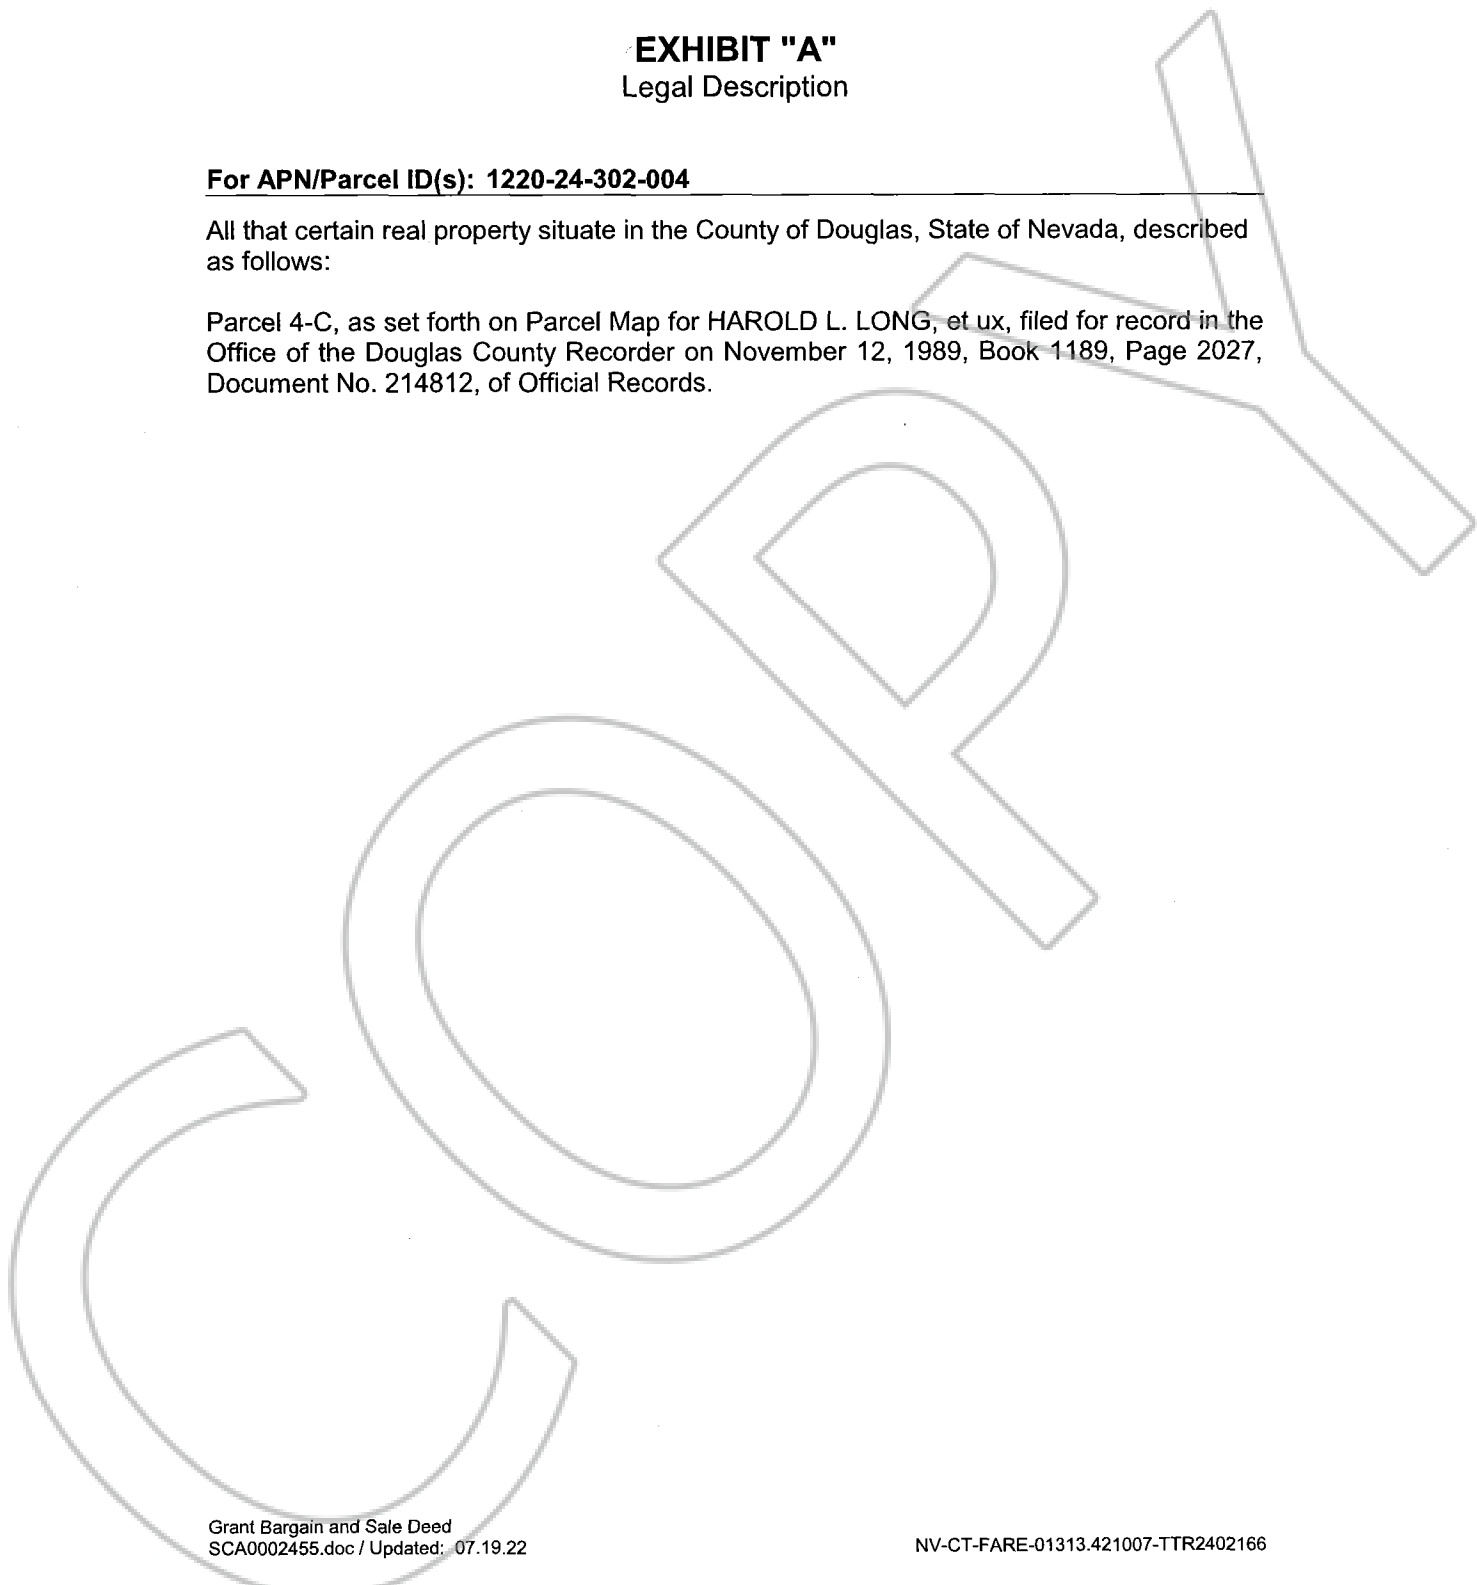 EXHIBIT "A"
Legal Description
For APN/Parcel ID(s): 1220-24-302-004
All that certain real property situate in the County of Douglas, State of Nevada, described
as follows:
Parcel 4-C, as set forth on Parcel Map for HAROLD L. LONG, et ux, filed for record in the
Office of the Douglas County Recorder on November 12, 1989, Book 1189, Page 2027,
Document No. 214812, of Official Records.
COPY
Grant Bargain and Sale Deed
SCA0002455.doc / Updated: 07.19.22
NV-CT-FARE-01313.421007-TTR2402166